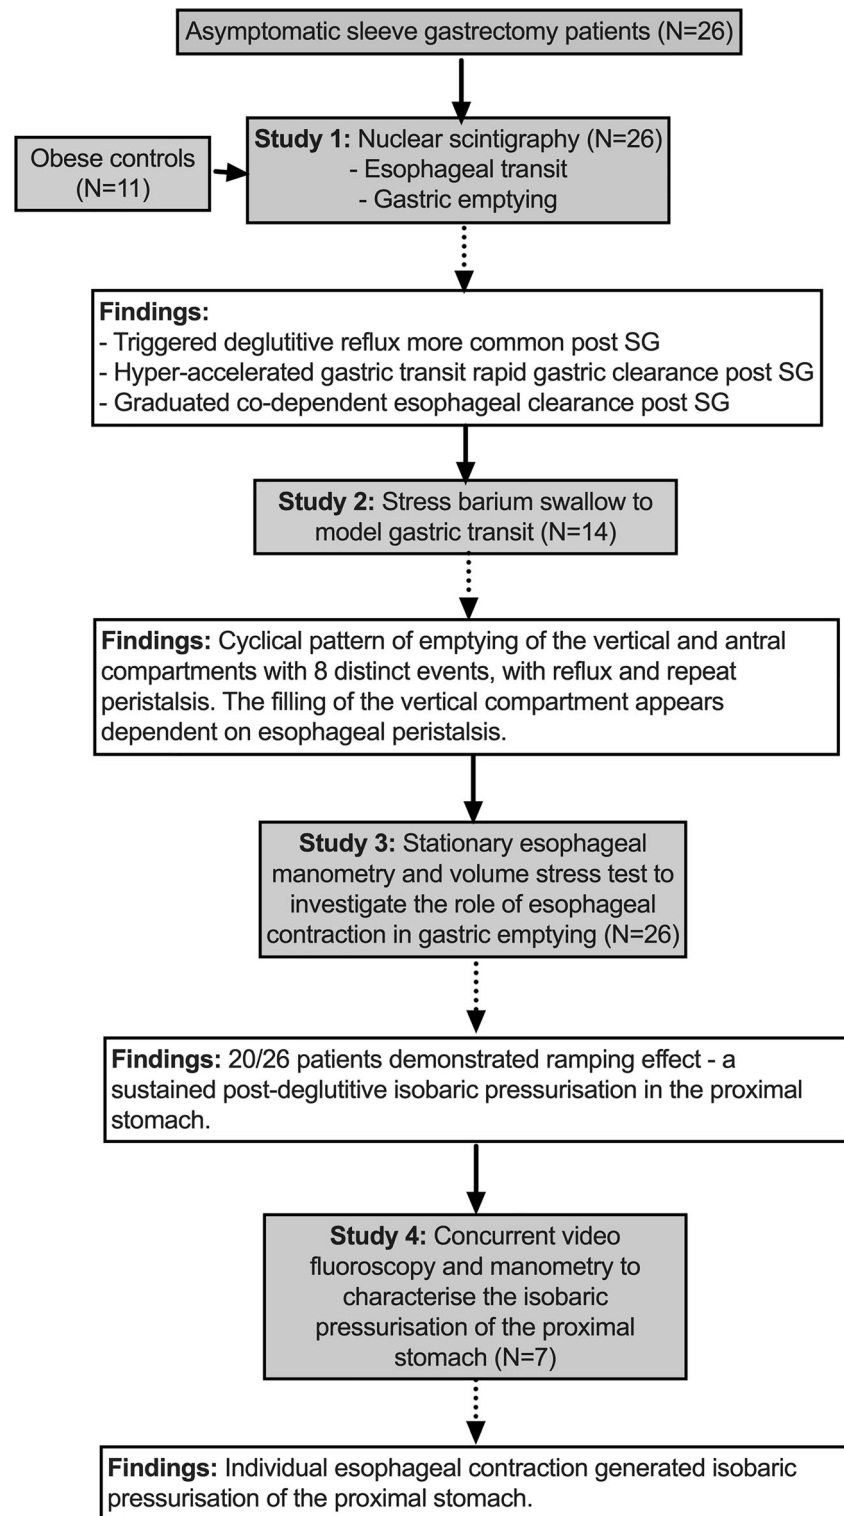 Asymptomatic sleeve gastrectomy patients (N=26)
Obese controls
(N=11)
Study 1: Nuclear scintigraphy (N=26)
- Esophageal transit
- Gastric emptying
Findings:
- Triggered deglutitive reflux more common post SG
- Hyper-accelerated gastric transit rapid gastric clearance post SG
- Graduated co-dependent esophageal clearance post SG
Study 2: Stress barium swallow to
model gastric transit (N=14)
Findings: Cyclical pattern of emptying of the vertical and antral
compartments with 8 distinct events, with reflux and repeat
peristalsis. The filling of the vertical compartment appears
dependent on esophageal peristalsis.
Study 3: Stationary esophageal
manometry and volume stress test to
investigate the role of esophageal
contraction in gastric emptying (N=26)
Findings: 20/26 patients demonstrated ramping effect - a
sustained post-deglutitive isobaric pressurisation in the proximal
stomach.
Study 4: Concurrent video
fluoroscopy and manometry to
characterise the isobaric
pressurisation of the proximal
stomach (N=7)
Findings: Individual esophageal contraction generated isobaric
pressurisation of the proximal stomach.